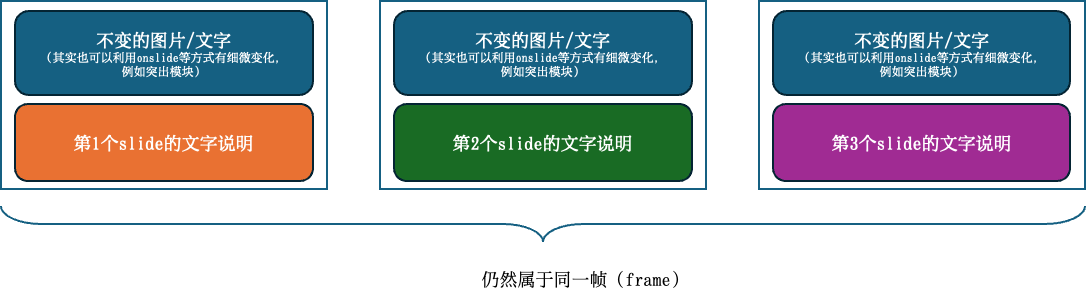 不变的图片/文字
（其实也可以利用onslide等方式有细微变化，
例如突出模块）
第1个slide的文字说明
不变的图片/文字
（其实也可以利用onslide等方式有细微变化，
例如突出模块）
第2个slide的文字说明
不变的图片/文字
（其实也可以利用onslide等方式有细微变化，
例如突出模块）
第3个slide的文字说明
仍然属于同一帧（frame）